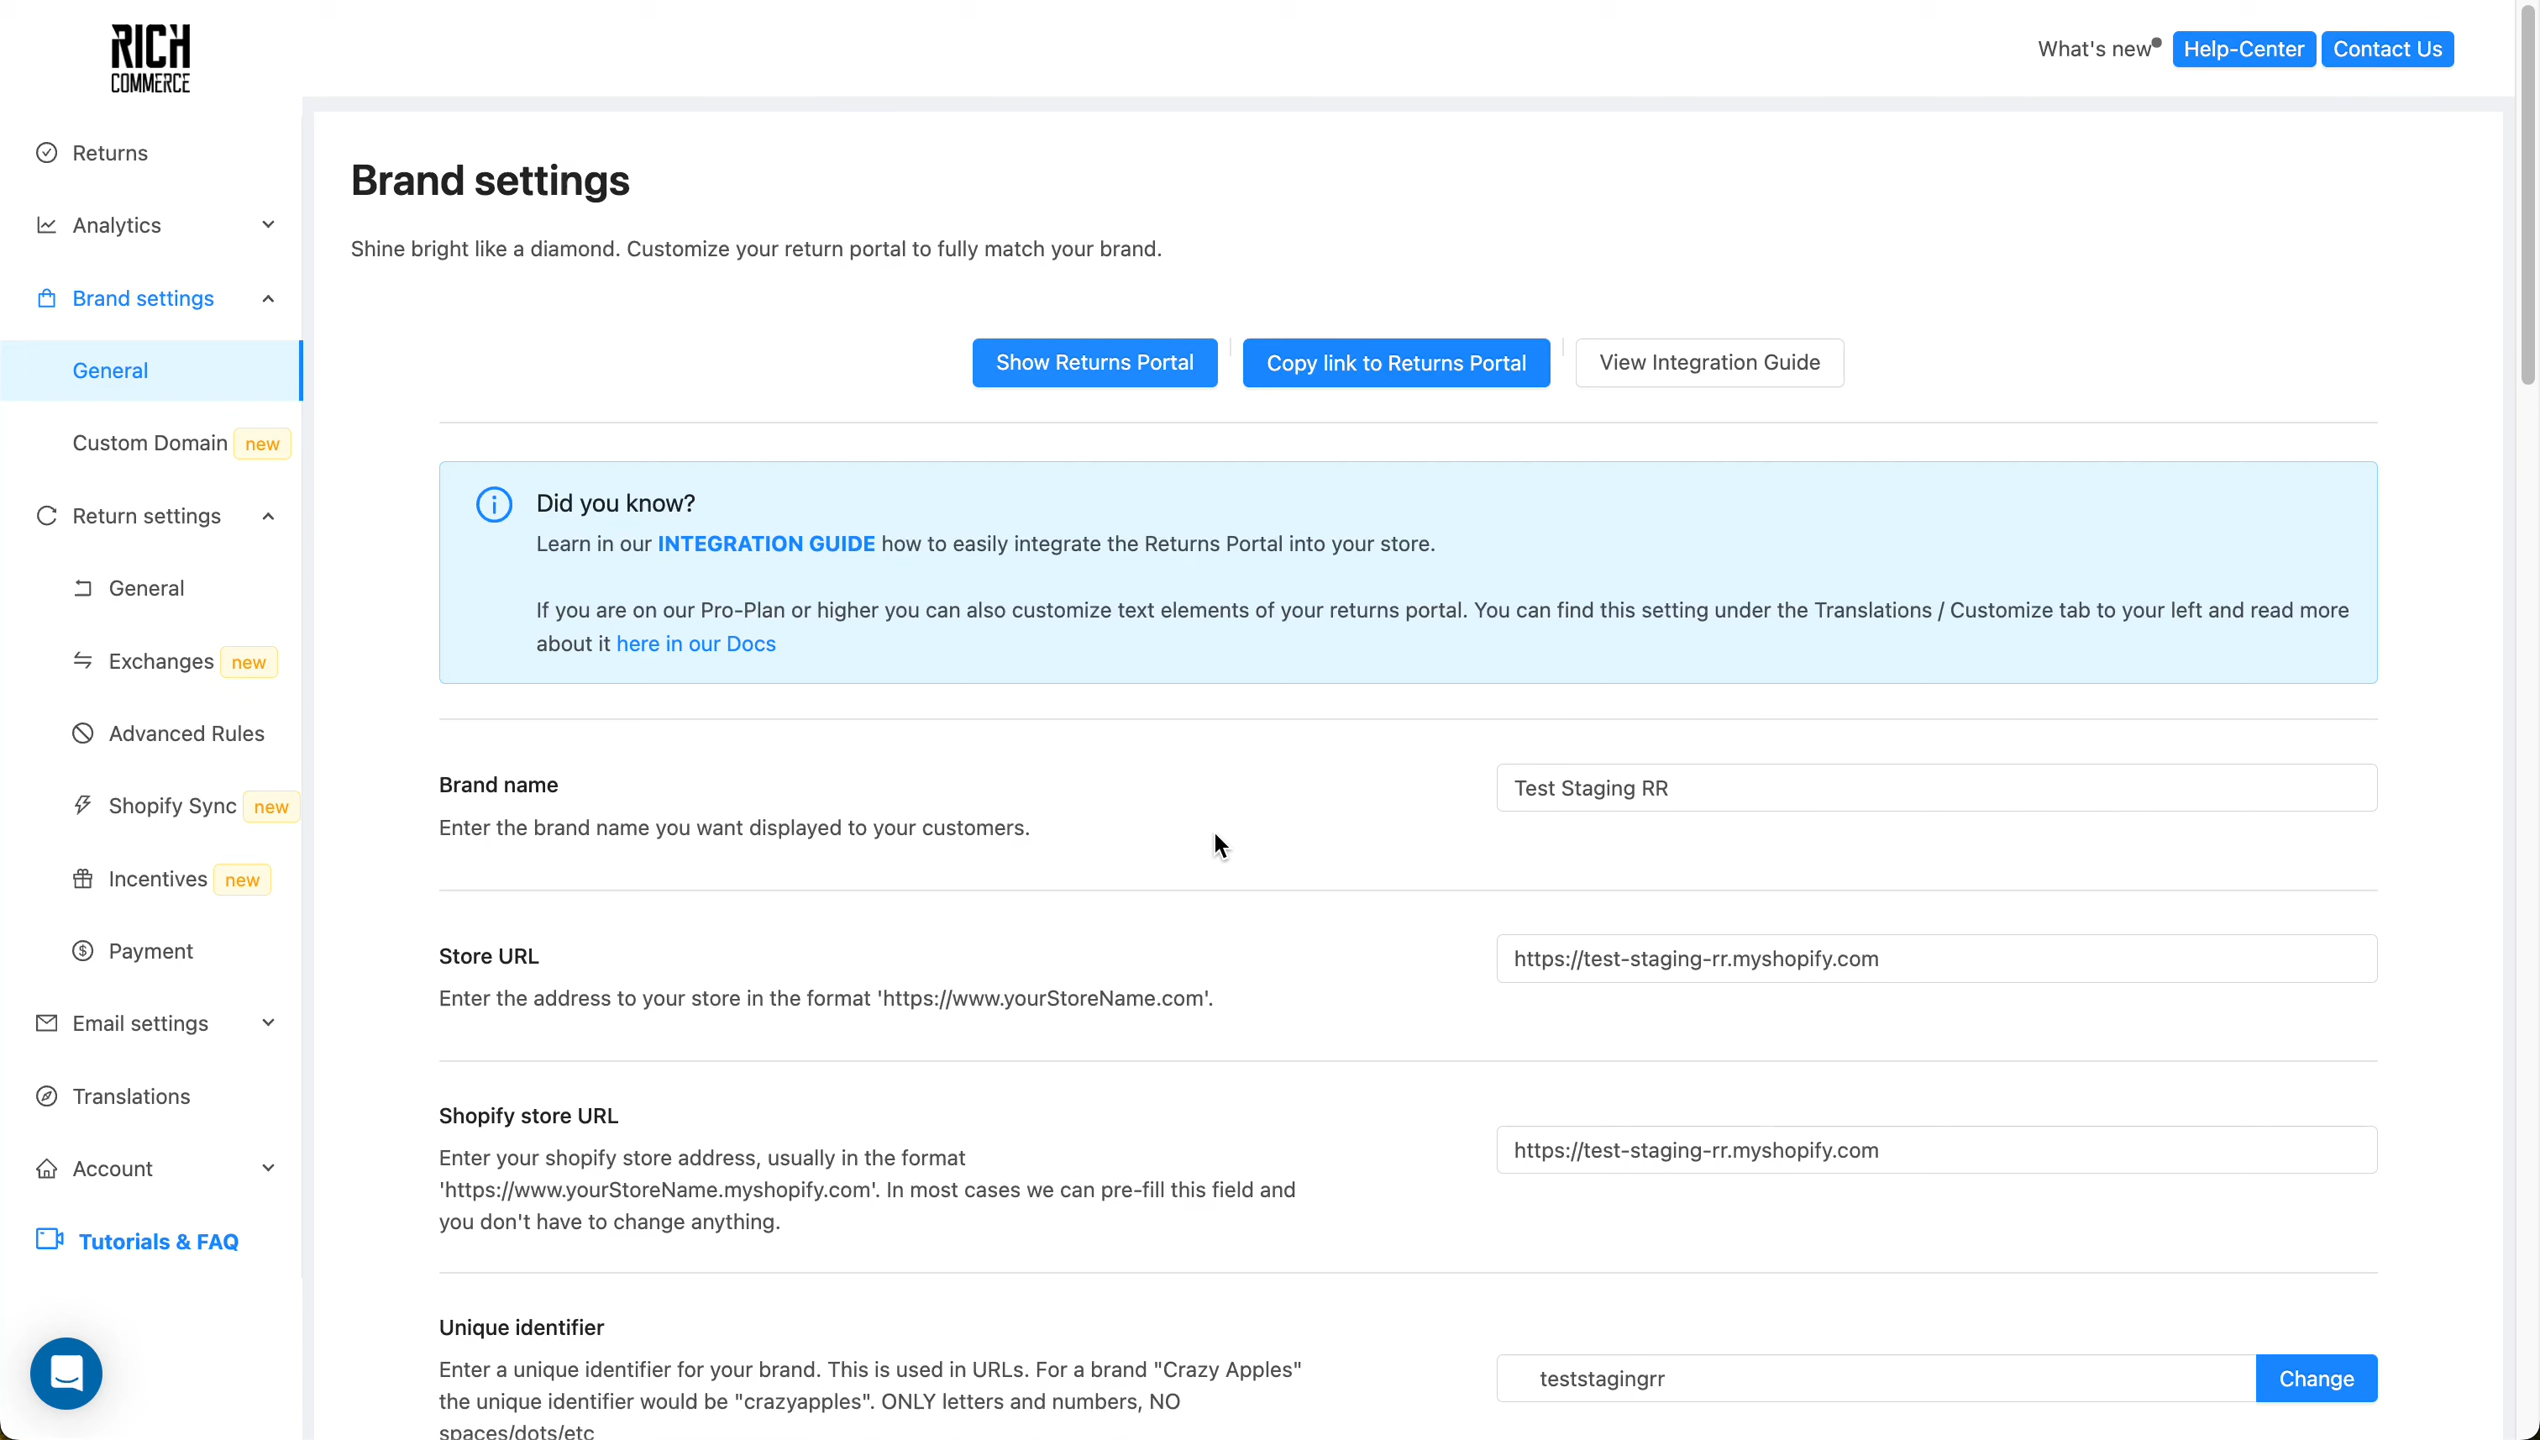 RICH
COMMERCE
What's new
Help-Center
Contact Us
Returns
Analytics
Brand settings
General
Custom Domain new
Return settings
General
Exchanges new
Advanced Rules
Shopify Sync new
Incentives new
Payment
Email settings
Translations
Account
Tutorials & FAQ
Brand settings
Shine bright like a diamond. Customize your return portal to fully match your brand.
Show Returns Portal
Copy link to Returns Portal
View Integration Guide
Did you know?
Learn in our INTEGRATION GUIDE how to easily integrate the Returns Portal into your store.
If you are on our Pro-Plan or higher you can also customize text elements of your returns portal. You can find this setting under the Translations / Customize tab to your left and read more
about it here in our Docs
Brand name
Enter the brand name you want displayed to your customers.
Test Staging RR
Store URL
Enter the address to your store in the format 'https://www.yourStoreName.com'.
https://test-staging-rr.myshopify.com
Shopify store URL
Enter your shopify store address, usually in the format
'https://www.yourStoreName.myshopify.com'. In most cases we can pre-fill this field and
you don't have to change anything.
https://test-staging-rr.myshopify.com
Unique identifier
Enter a unique identifier for your brand. This is used in URLs. For a brand "Crazy Apples"
the unique identifier would be "crazyapples". ONLY letters and numbers, NO
spaces/dots/etc
teststagingrr
Change